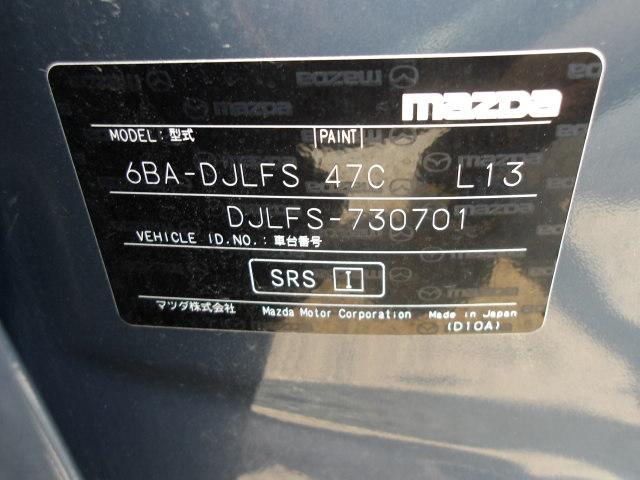 mazda
MODEL:型式 PAINT
6BA-DJLFS 47C L13
DJLFS-730701
VEHICLE ID.NO.:車台番号
SRS I
マツダ株式会社 Mazda Motor Corporation Made in Japan
(D10A)